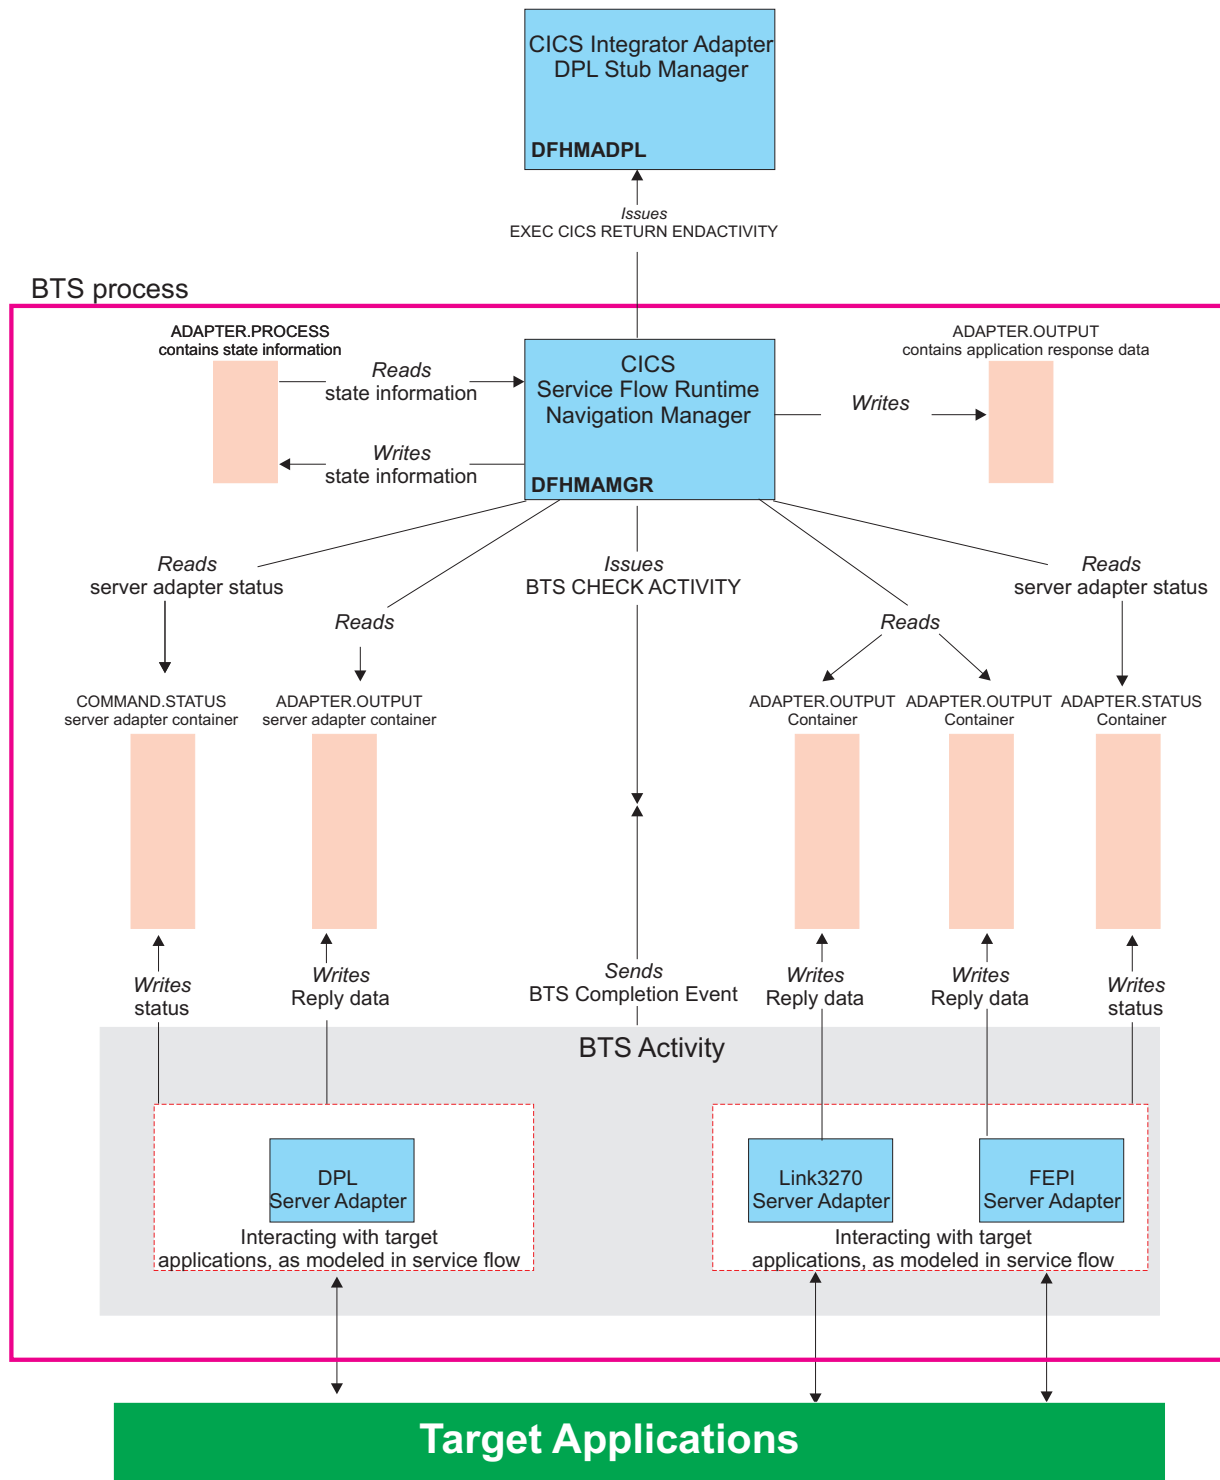 CICS Integrator Adapter
DPL Stub Manager
DFHMADPL
Issues
EXEC CICS RETURN ENDACTIVITY
BTS process
ADAPTER.PROCESS
contains state information
ADAPTER.OUTPUT
contains application response data
Reads
state information
CICS
Service Flow Runtime
Navigation Manager
Writes
Writes
state information
DFHMAMGR
Reads
server adapter status
Issues
BTS CHECK ACTIVITY
Reads
server adapter status
Reads
Reads
COMMAND.STATUS
server adapter container
ADAPTER.OUTPUT
server adapter container
ADAPTER.OUTPUT
Container
ADAPTER.OUTPUT
Container
ADAPTER.STATUS
Container
Writes
status
Writes
Reply data
Sends
BTS Completion Event
Writes
Reply data
Writes
Reply data
Writes
status
BTS Activity
DPL
Server Adapter
Link3270
Server Adapter
FEPI
Server Adapter
Interacting with target
applications, as modeled in service flow
Interacting with target
applications, as modeled in service flow
Target Applications